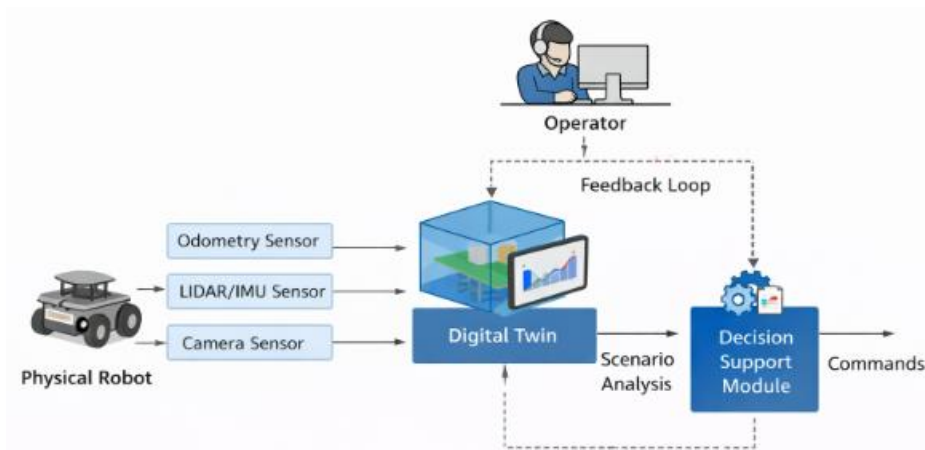 Operator
Feedback Loop
Odometry Sensor
LIDAR/IMU Sensor
Camera Sensor
Physical Robot
Digital Twin
Scenario
Analysis
Decision
Support
Module
Commands